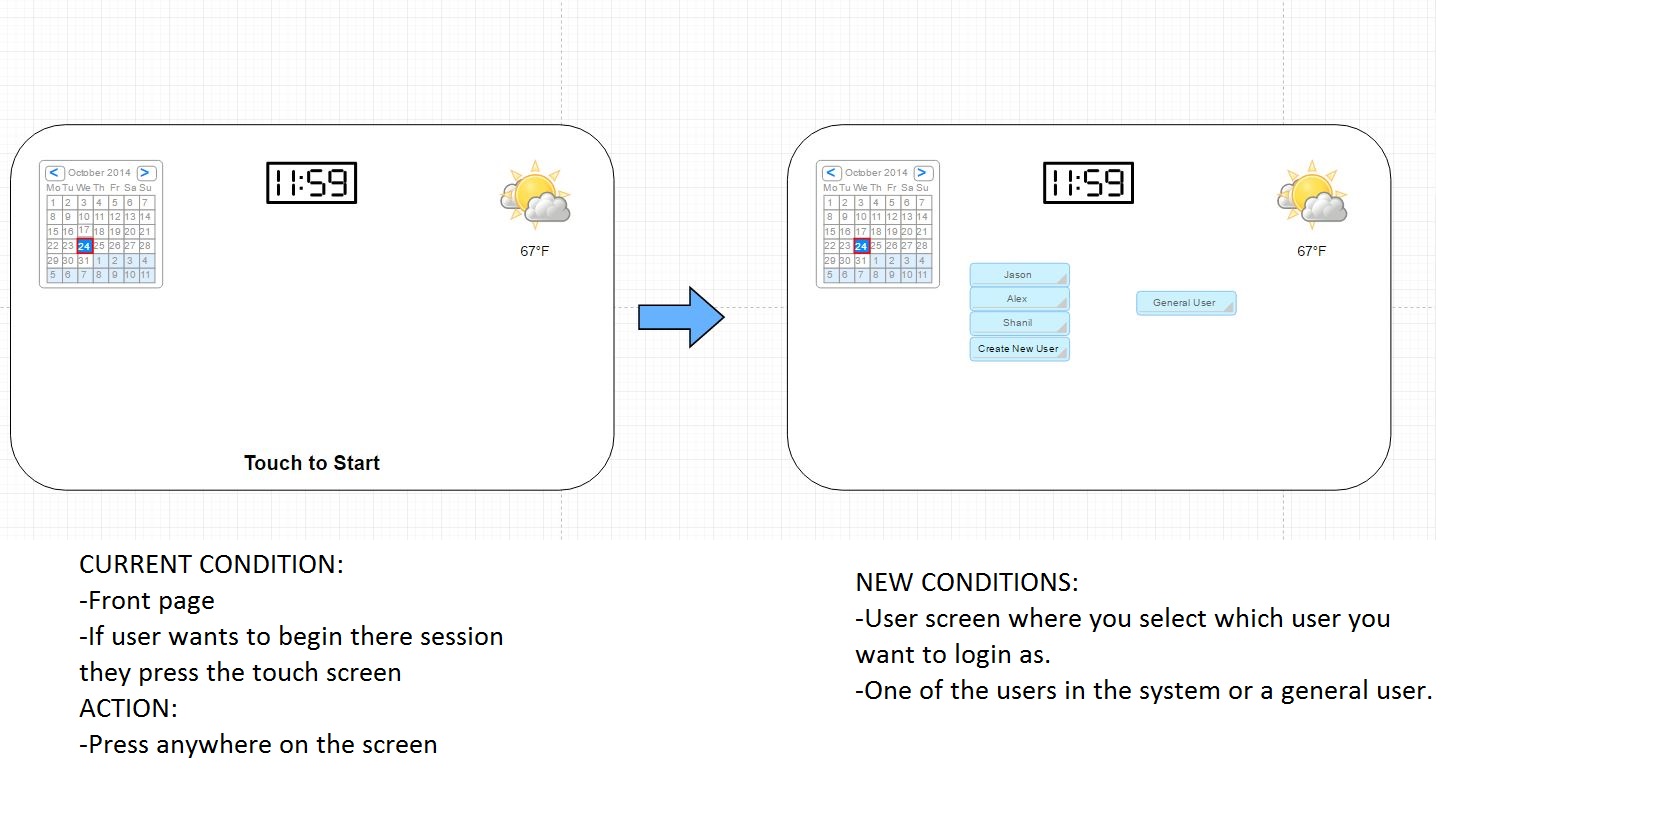 < October 2014 >
Mo Tu We Th Fr Sa Su
1 2 3 4 5 6 7
8 9 10 11 12 13 14
15 16 17 18 19 20 21
22 23 24 25 26 27 28
29 30 31 1 2 3 4
5 6 7 8 9 10 11
11:59
67°F
Touch to Start
< October 2014 >
Mo Tu We Th Fr Sa Su
1 2 3 4 5 6 7
8 9 10 11 12 13 14
15 16 17 18 19 20 21
22 23 24 25 26 27 28
29 30 31 1 2 3 4
5 6 7 8 9 10 11
11:59
67°F
Jason
Alex
Shanil
Create New User
General User
CURRENT CONDITION:
-Front page
-If user wants to begin there session
they press the touch screen
ACTION:
-Press anywhere on the screen
NEW CONDITIONS:
-User screen where you select which user you
want to login as.
-One of the users in the system or a general user.